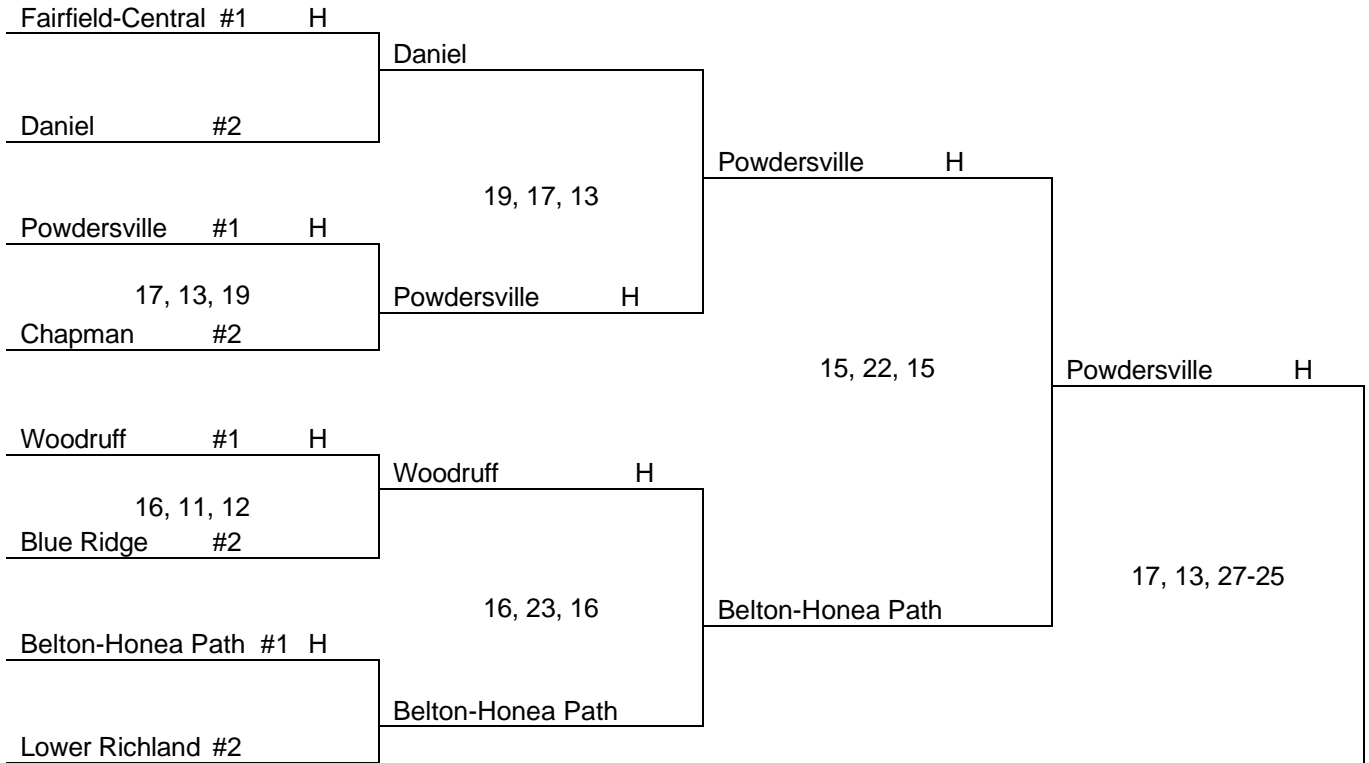 Fairfield-Central #1 H
Daniel
Daniel #2
Powdersville H
19, 17, 13
Powdersville #1 H
17, 13, 19
Powdersville H
Chapman #2
15, 22, 15
Powdersville H
Woodruff #1 H
Woodruff H
16, 11, 12
Blue Ridge #2
17, 13, 27-25
16, 23, 16
Belton-Honea Path
Belton-Honea Path #1 H
Belton-Honea Path
Lower Richland #2